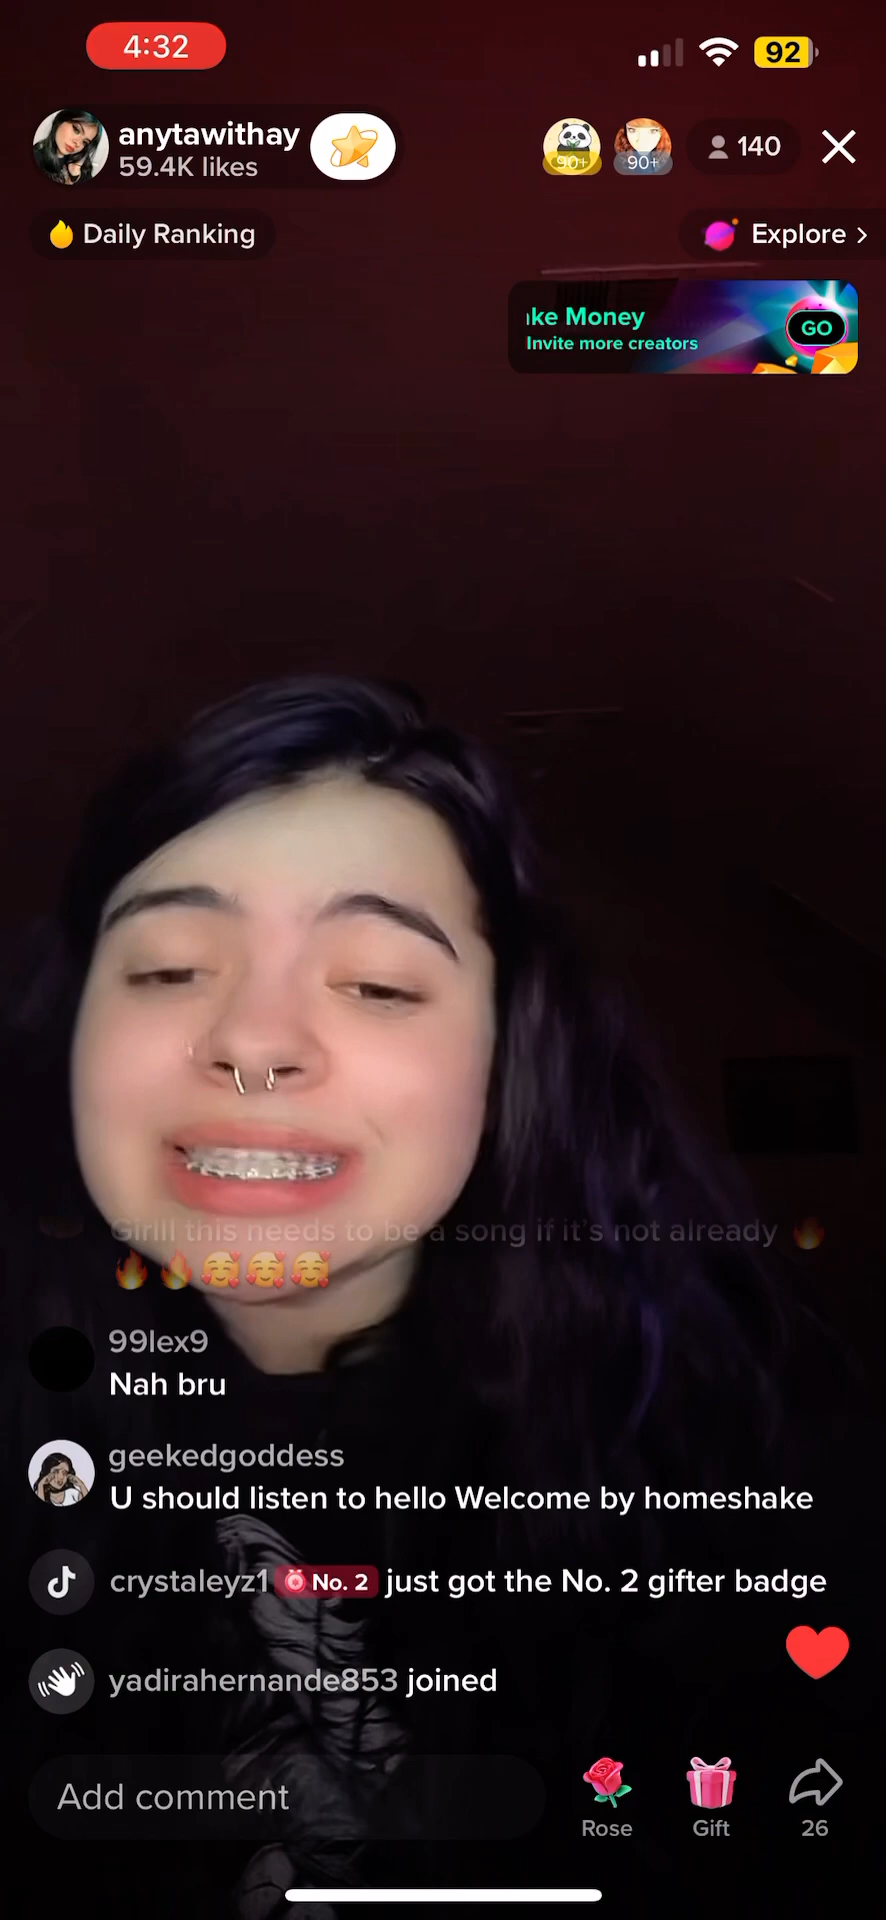 4:32
92
anytawithay
59.4K likes
90+
90+
140
Daily Ranking
Explore >
ke Money
Invite more creators
GO
Girlll this needs to be a song if it's not already 🔥
🔥🔥🥰🥰🥰
99lex9
Nah bru
geekedgoddess
U should listen to hello Welcome by homeshake
crystaleyz1 No. 2 just got the No. 2 gifter badge
yadirahernande853 joined
Add comment
Rose
Gift
26